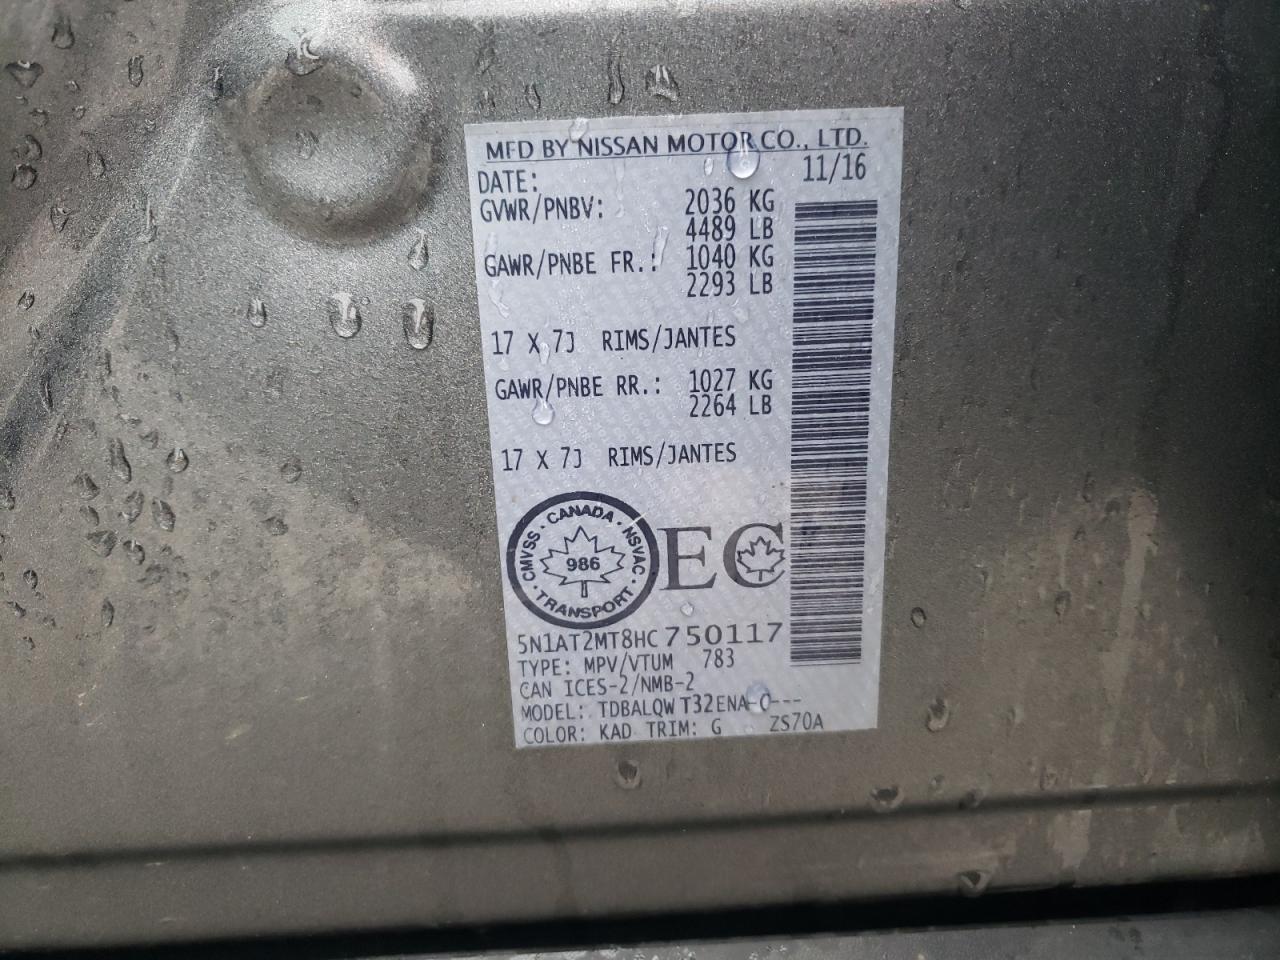 MFD BY NISSAN MOTOR CO., LTD.
DATE: 11/16
GVWR/PNBV: 2036 KG
4489 LB
GAWR/PNBE FR.: 1040 KG
2293 LB
17 X 7J RIMS/JANTES
GAWR/PNBE RR.: 1027 KG
2264 LB
17 X 7J RIMS/JANTES
CMVSS · CANADA · NSVAC · TRANSPORT ·
986
EC
5N1AT2MT8HC750117
TYPE: MPV/VTUM 783
CAN ICES-2/NMB-2
MODEL: TDBALQW T32ENA-0---
COLOR: KAD TRIM: G ZS70A